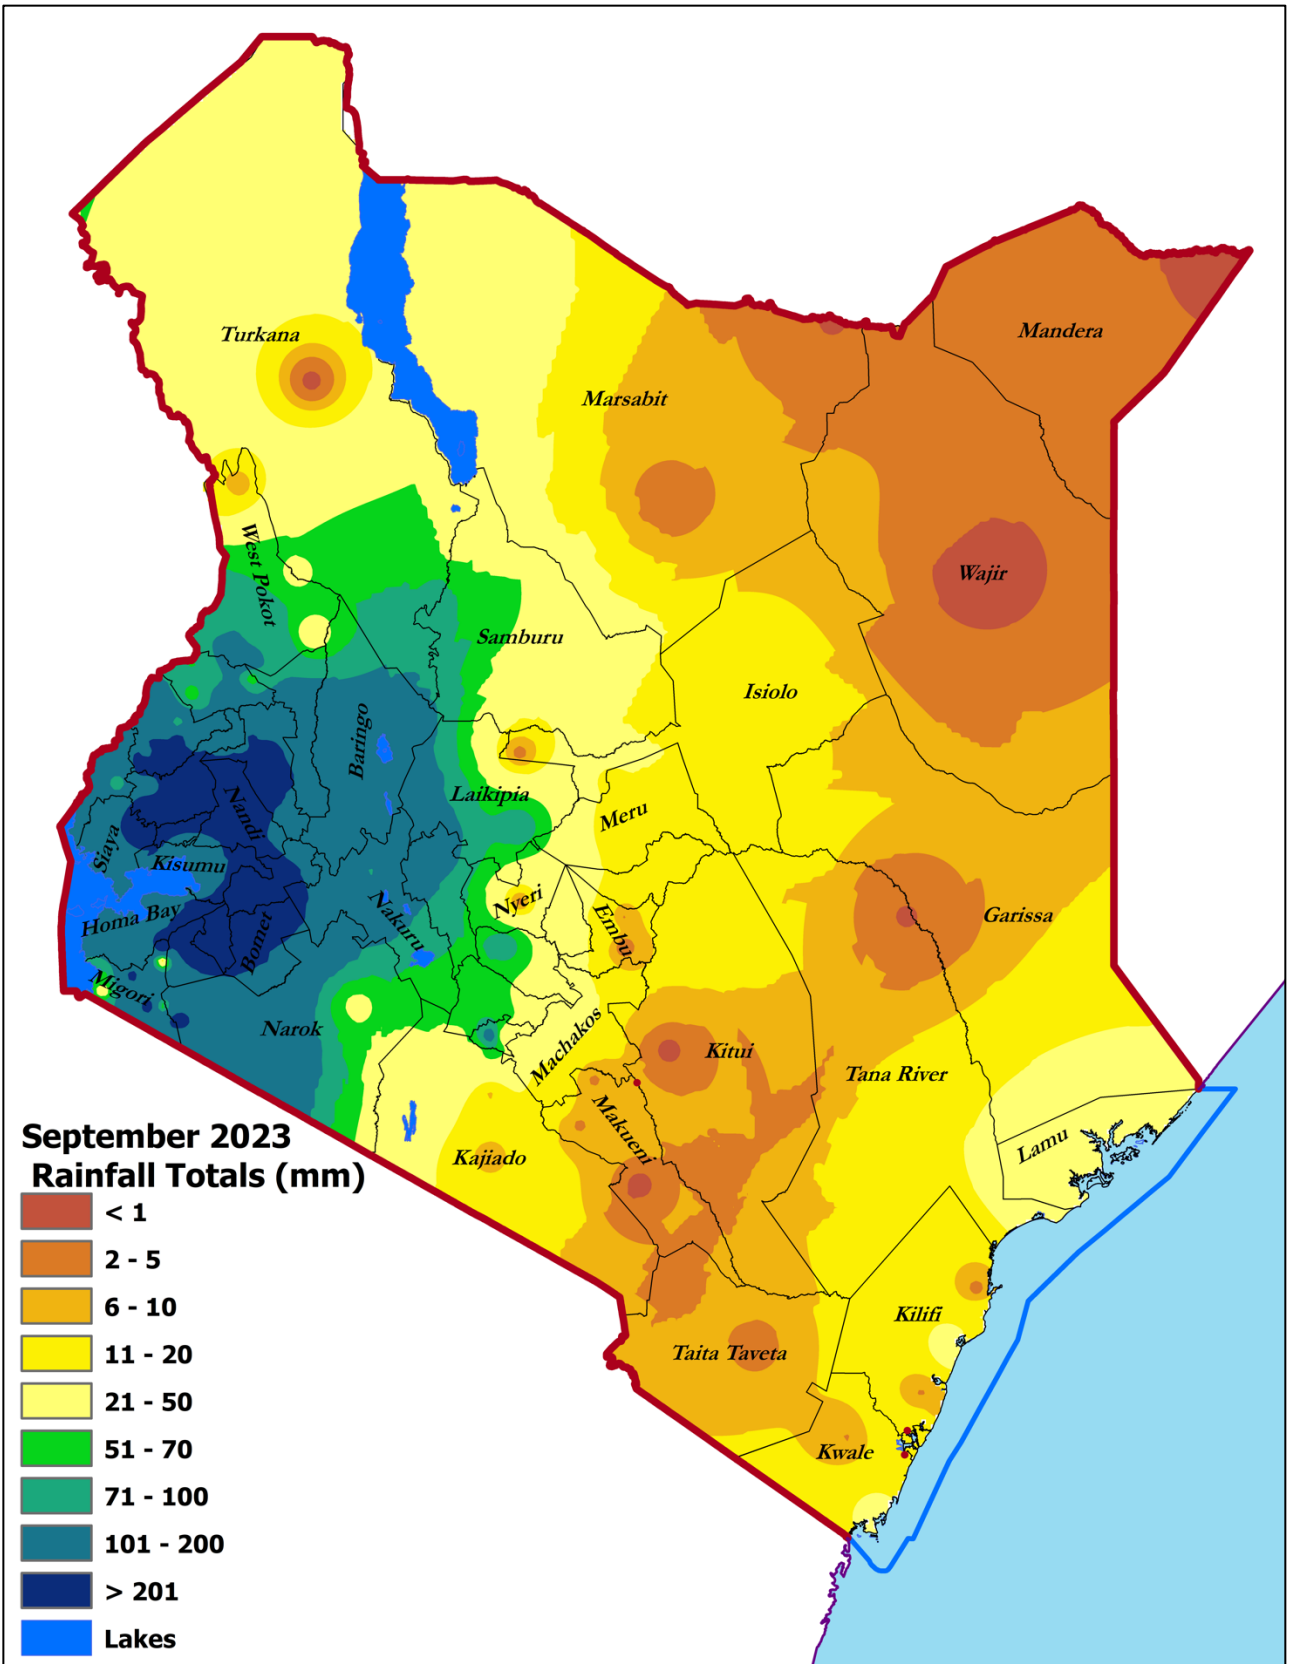 Turkana
Mandera
Marsabit
West Pokot
Wajir
Samburu
Isiolo
Baringo
Laikipia
Meru
Nandi
Siaya
Kisumu
Nyeri
Homa Bay
Nakuru
Embu
Garissa
Bomet
Migori
Narok
Machakos
Kitui
Tana River
Makueni
Lamu
Kajiado
Kilifi
Taita Taveta
Kwale
September 2023
Rainfall Totals (mm)
< 1
2 - 5
6 - 10
11 - 20
21 - 50
51 - 70
71 - 100
101 - 200
> 201
Lakes